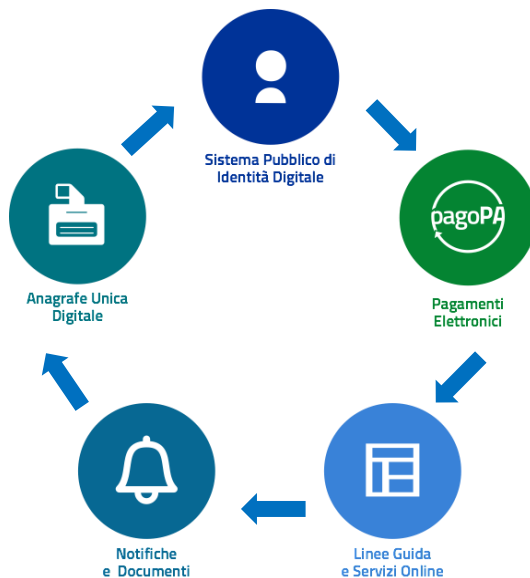 Sistema Pubblico di
Identità Digitale
pagoPA
Pagamenti
Elettronici
Linee Guida
e Servizi Online
Notifiche
e Documenti
Anagrafe Unica
Digitale